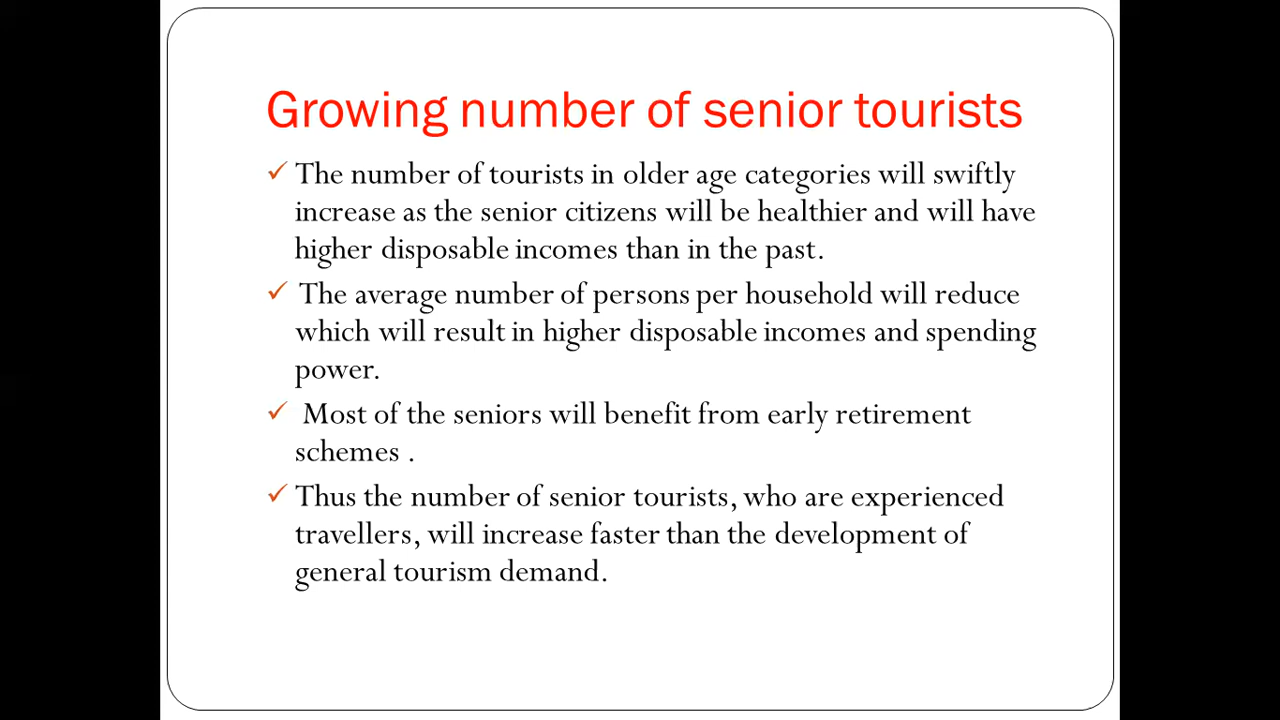 Growing number of senior tourists
✓ The number of tourists in older age categories will swiftly
increase as the senior citizens will be healthier and will have
higher disposable incomes than in the past.
✓ The average number of persons per household will reduce
which will result in higher disposable incomes and spending
power.
✓ Most of the seniors will benefit from early retirement
schemes .
✓ Thus the number of senior tourists, who are experienced
travellers, will increase faster than the development of
general tourism demand.